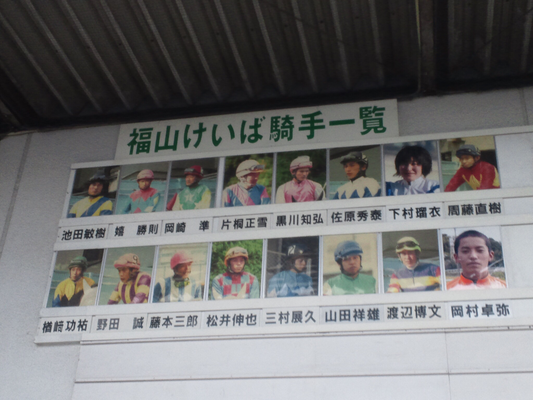 福山けいば騎手一覧
池田敏樹 嬉 勝則 岡崎 準 片桐正雪 黒川知弘 佐原秀泰 下村瑠衣 周藤直樹
楢﨑功祐 野田 誠 藤本三郎 松井伸也 三村展久 山田祥雄 渡辺博文 岡村卓弥